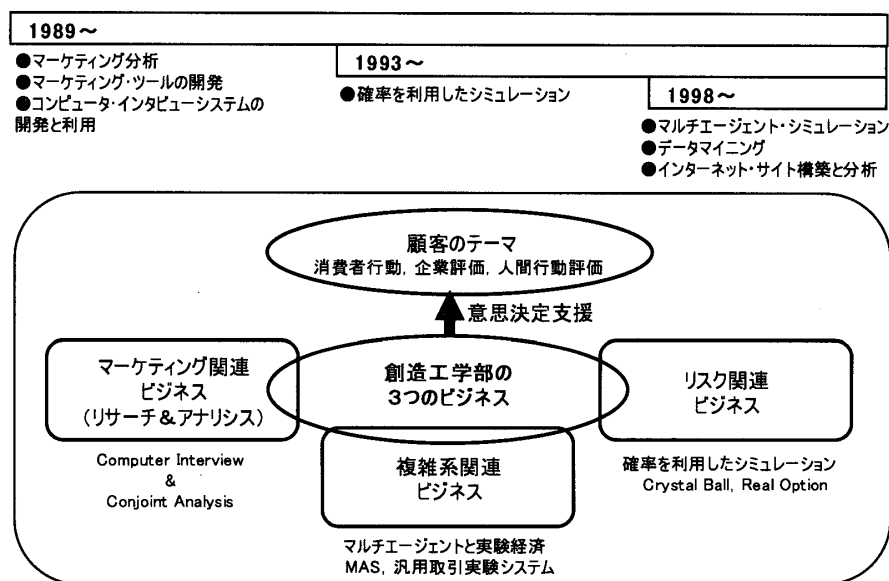 1989～
●マーケティング分析
●マーケティング・ツールの開発
●コンピュータ・インタビューシステムの
開発と利用
1993～
●確率を利用したシミュレーション
1998～
●マルチエージェント・シミュレーション
●データマイニング
●インターネット・サイト構築と分析
顧客のテーマ
消費者行動, 企業評価, 人間行動評価
意思決定支援
マーケティング関連
ビジネス
(リサーチ＆アナリシス)
創造工学部の
3つのビジネス
リスク関連
ビジネス
Computer Interview
&
Conjoint Analysis
複雑系関連
ビジネス
確率を利用したシミュレーション
Crystal Ball, Real Option
マルチエージェントと実験経済
MAS, 汎用取引実験システム